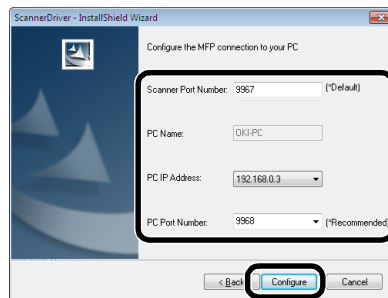 ScannerDriver - InstallShield Wizard
Configure the MFP connection to your PC
Scanner Port Number: 9967 (*Default)
PC Name: OKI-PC
PC IP Address: 192.168.0.3
PC Port Number: 9968 (*Recommended)
< Back Configure Cancel